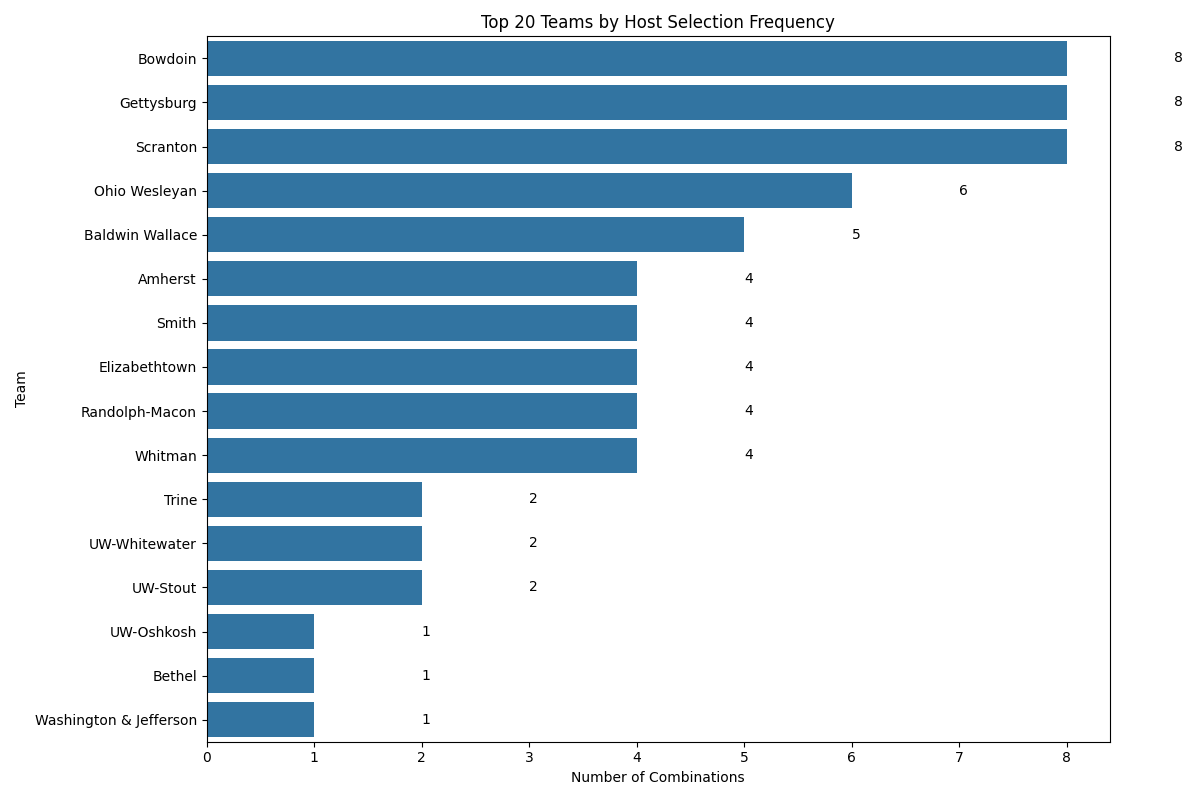 Top 20 Teams by Host Selection Frequency
Bowdoin 8
Gettysburg 8
Scranton 8
Ohio Wesleyan 6
Baldwin Wallace 5
Amherst 4
Smith 4
Elizabethtown 4
Team
Randolph-Macon 4
Whitman 4
Trine 2
UW-Whitewater 2
UW-Stout 2
UW-Oshkosh 1
Bethel 1
Washington & Jefferson 1
0 1 2 3 4 5 6 7 8
Number of Combinations